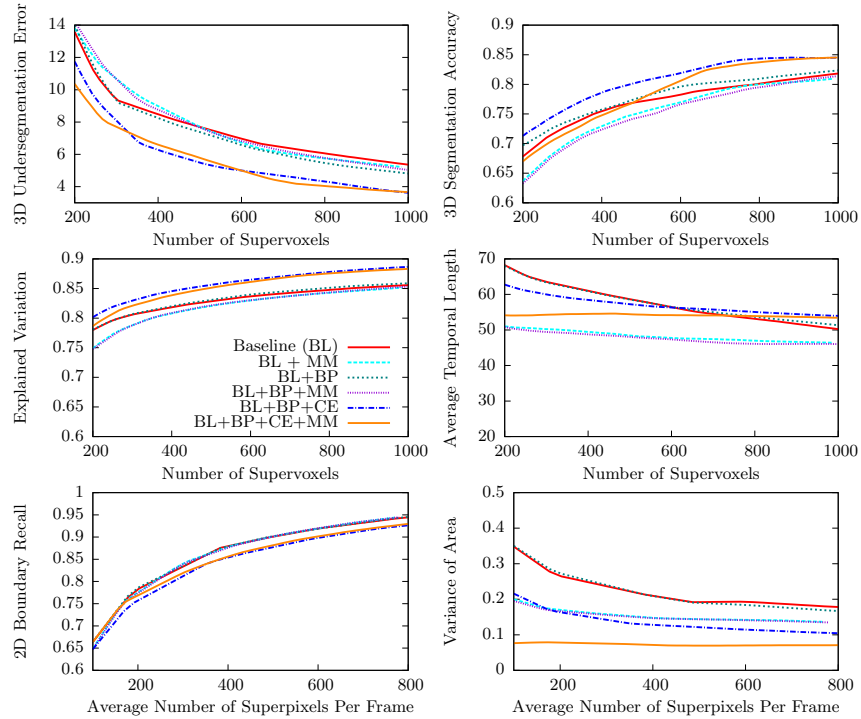 3D Undersegmentation Error
14
12
10
8
6
4
200 400 600 800 1000
Number of Supervoxels
3D Segmentation Accuracy
0.9
0.85
0.8
0.75
0.7
0.65
0.6
200 400 600 800 1000
Number of Supervoxels
Explained Variation
0.9
0.85
0.8
0.75
0.7
0.65
0.6
Baseline (BL)
BL + MM
BL+BP
BL+BP+MM
BL+BP+CE
BL+BP+CE+MM
200 400 600 800 1000
Number of Supervoxels
Average Temporal Length
70
60
50
40
30
20
200 400 600 800 1000
Number of Supervoxels
2D Boundary Recall
1
0.95
0.9
0.85
0.8
0.75
0.7
0.65
0.6
200 400 600 800
Average Number of Superpixels Per Frame
Variance of Area
0.5
0.4
0.3
0.2
0.1
0
200 400 600 800
Average Number of Superpixels Per Frame